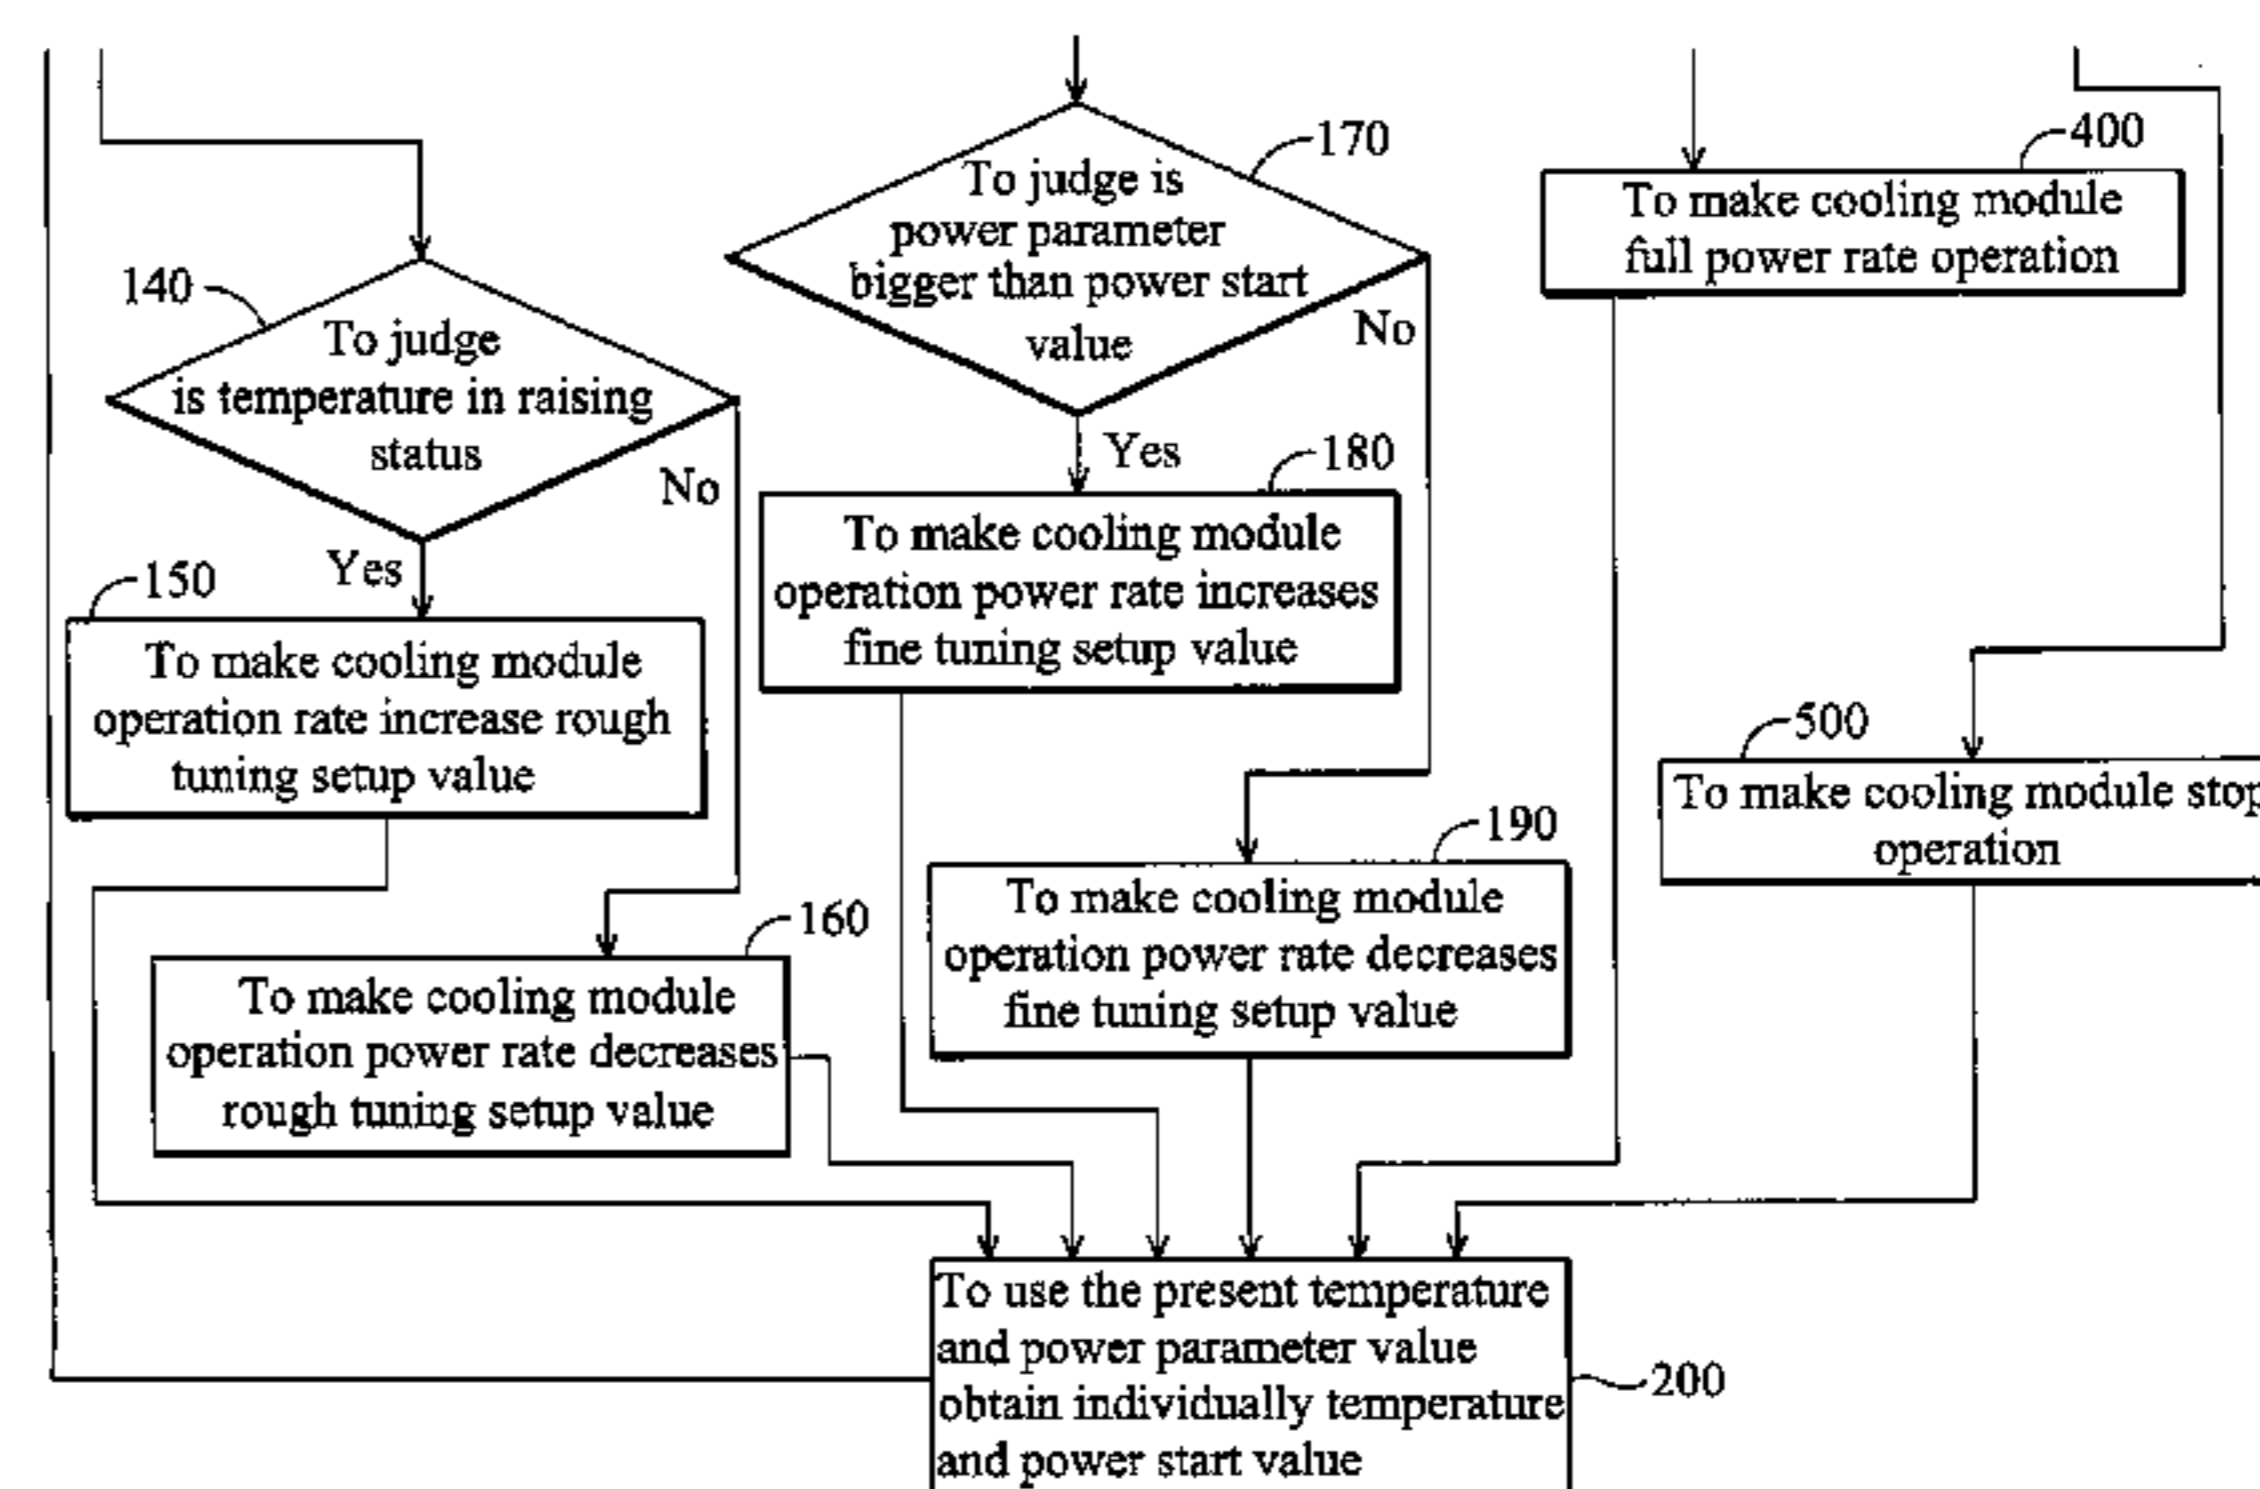 140
To judge
is temperature in raising
status
No
Yes
150
To make cooling module
operation rate increase rough
tuning setup value
160
To make cooling module
operation power rate decreases
rough tuning setup value
170
To judge is
power parameter
bigger than power start
value
No
Yes
180
To make cooling module
operation power rate increases
fine tuning setup value
190
To make cooling module
operation power rate decreases
fine tuning setup value
400
To make cooling module
full power rate operation
500
To make cooling module stop
operation
To use the present temperature
and power parameter value
obtain individually temperature
and power start value
200